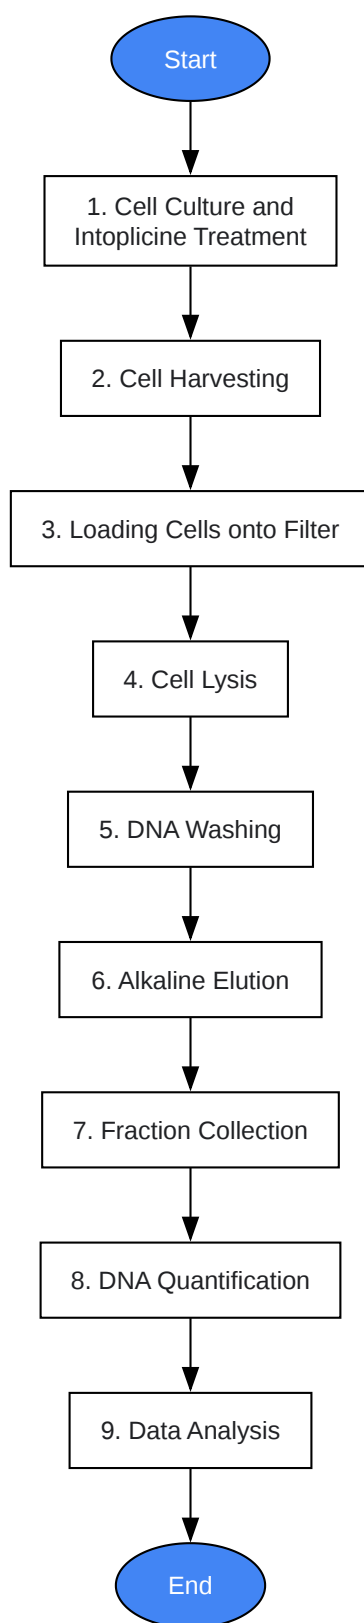 Start
1. Cell Culture and
Intoplicine Treatment
2. Cell Harvesting
3. Loading Cells onto Filter
4. Cell Lysis
5. DNA Washing
6. Alkaline Elution
7. Fraction Collection
8. DNA Quantification
9. Data Analysis
End